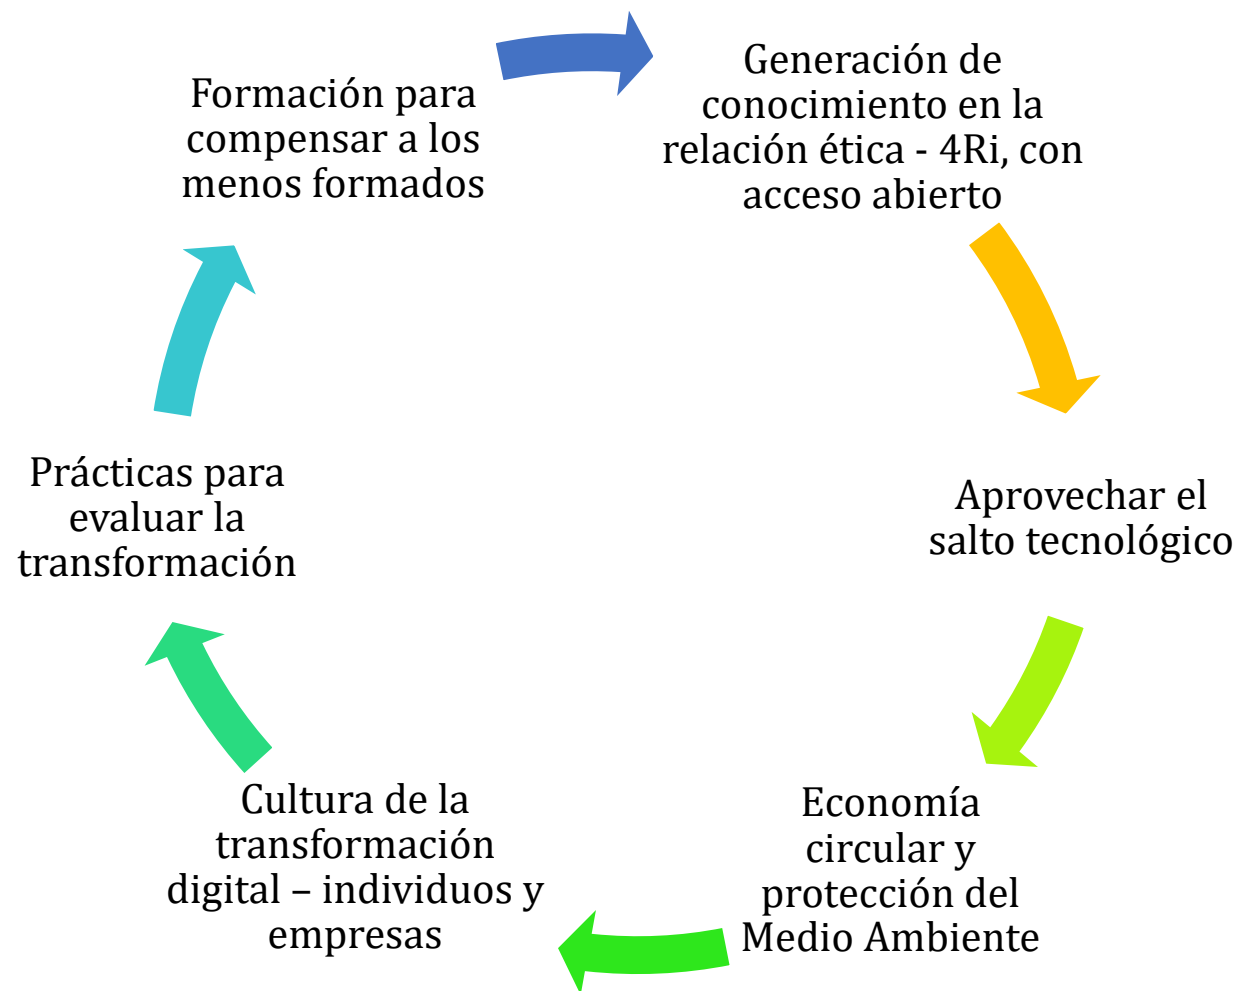 Formación para
compensar a los
menos formados
Generación de
conocimiento en la
relación ética - 4Ri, con
acceso abierto
Aprovechar el
salto tecnológico
Economía
circular y
protección del
Medio Ambiente
Cultura de la
transformación
digital – individuos y
empresas
Prácticas para
evaluar la
transformación